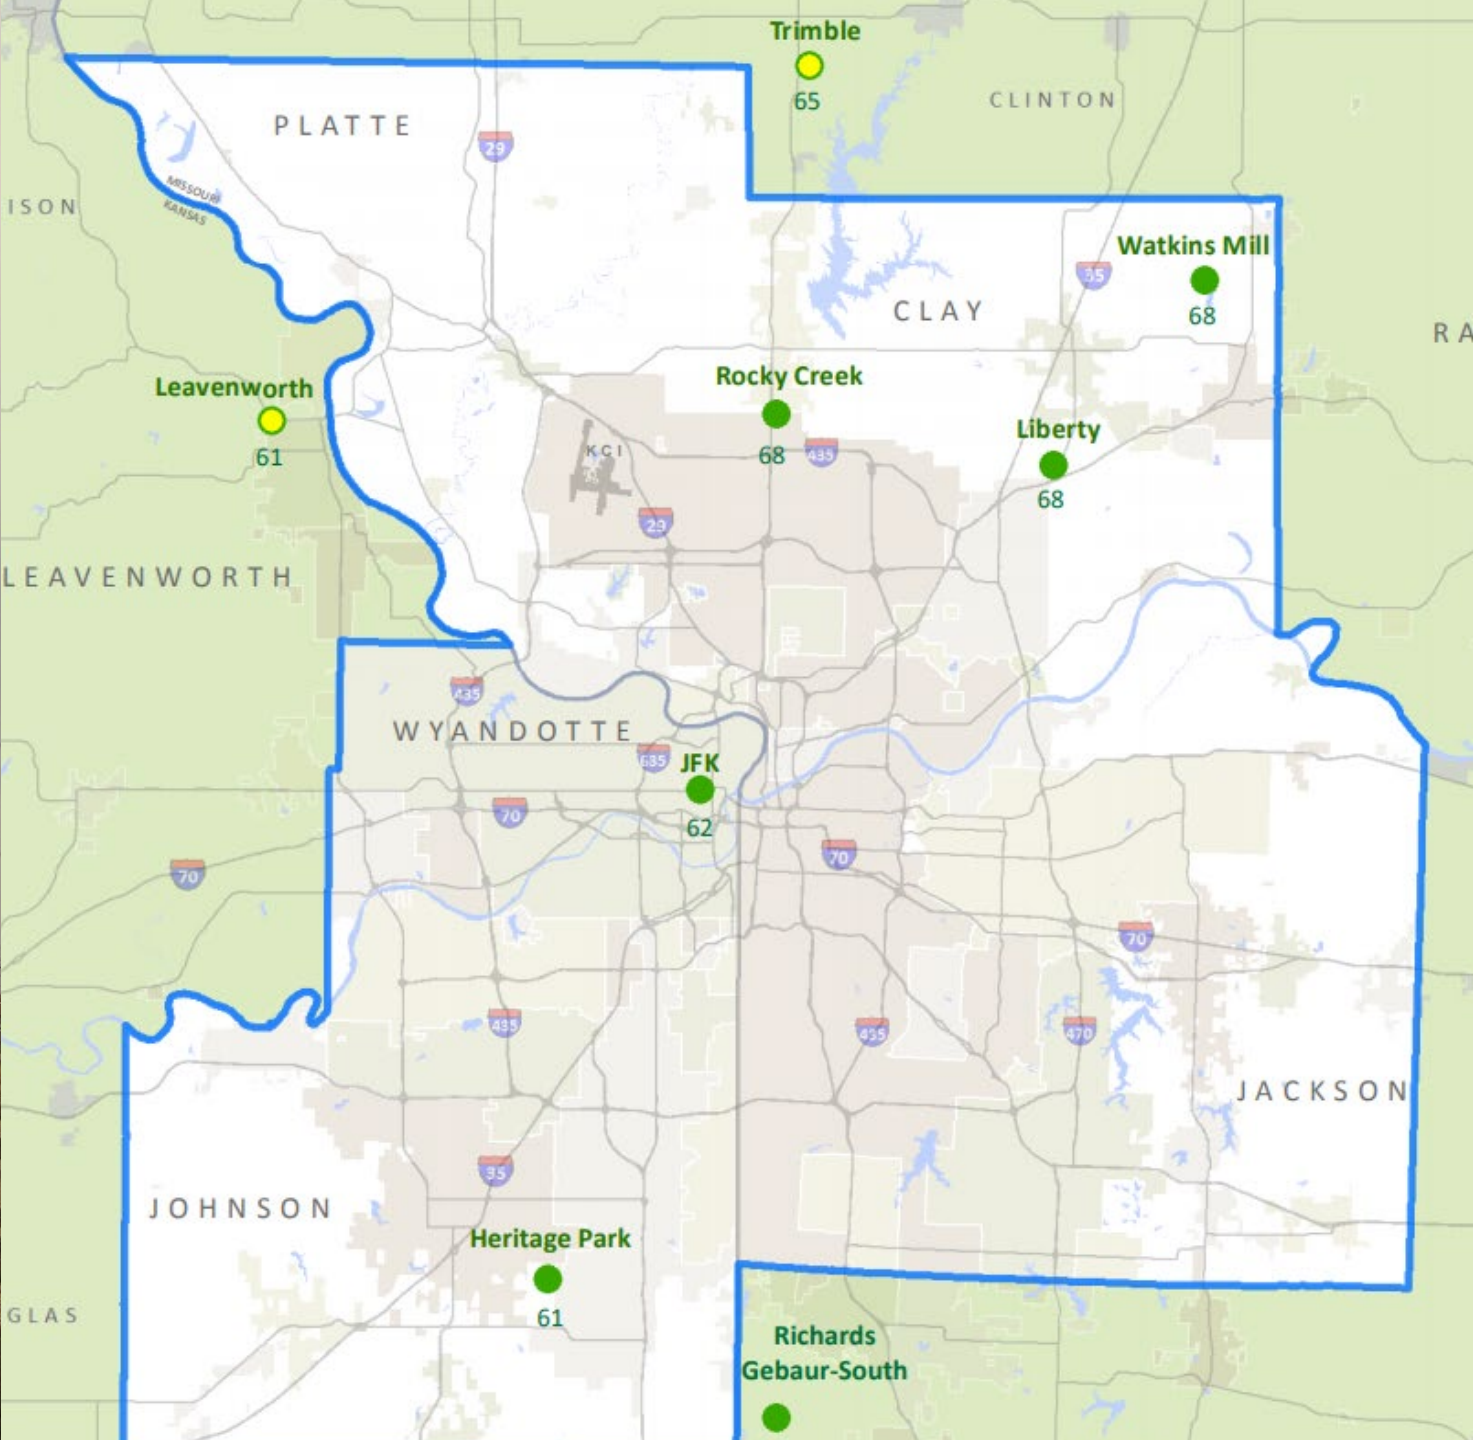 Trimble
65
CLINTON
PLATTE
29
MISSOURI
KANSAS
ISON
Watkins Mill
35
68
CLAY
RA
Rocky Creek
Leavenworth
68
435
61
KCI
Liberty
68
29
LEAVENWORTH
435
WYANDOTTE
635
JFK
70
62
70
70
70
435
435
470
JACKSON
35
JOHNSON
Heritage Park
61
GLAS
Richards
Gebaur-South